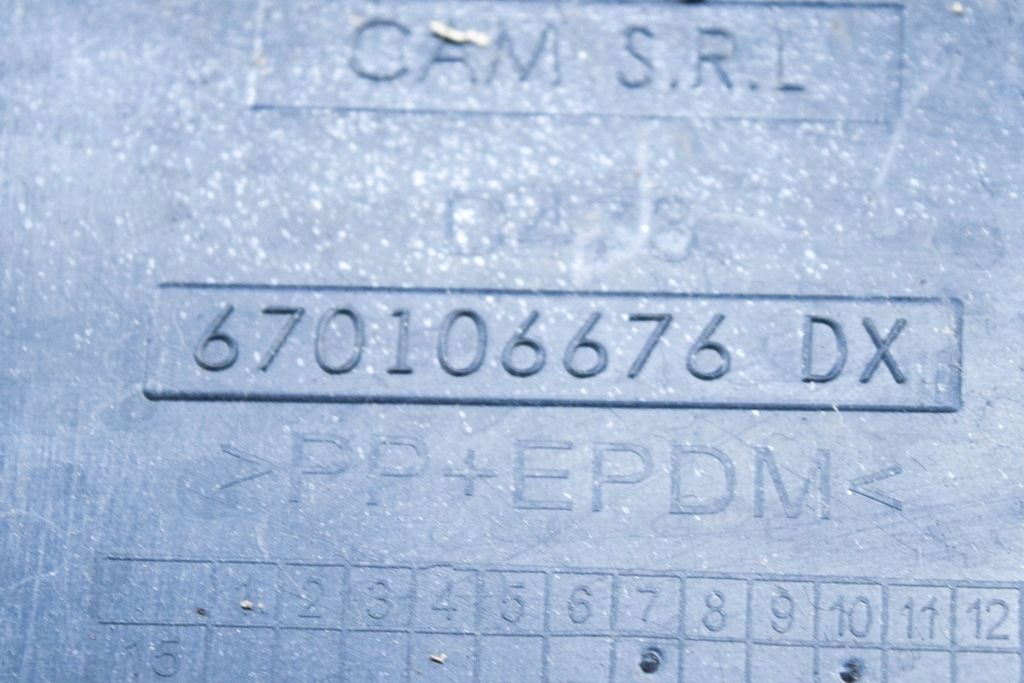 CAM S.R.L
670106676 DX
>PP+EPDM<
1 2 3 4 5 6 7 8 9 10 11 12
15